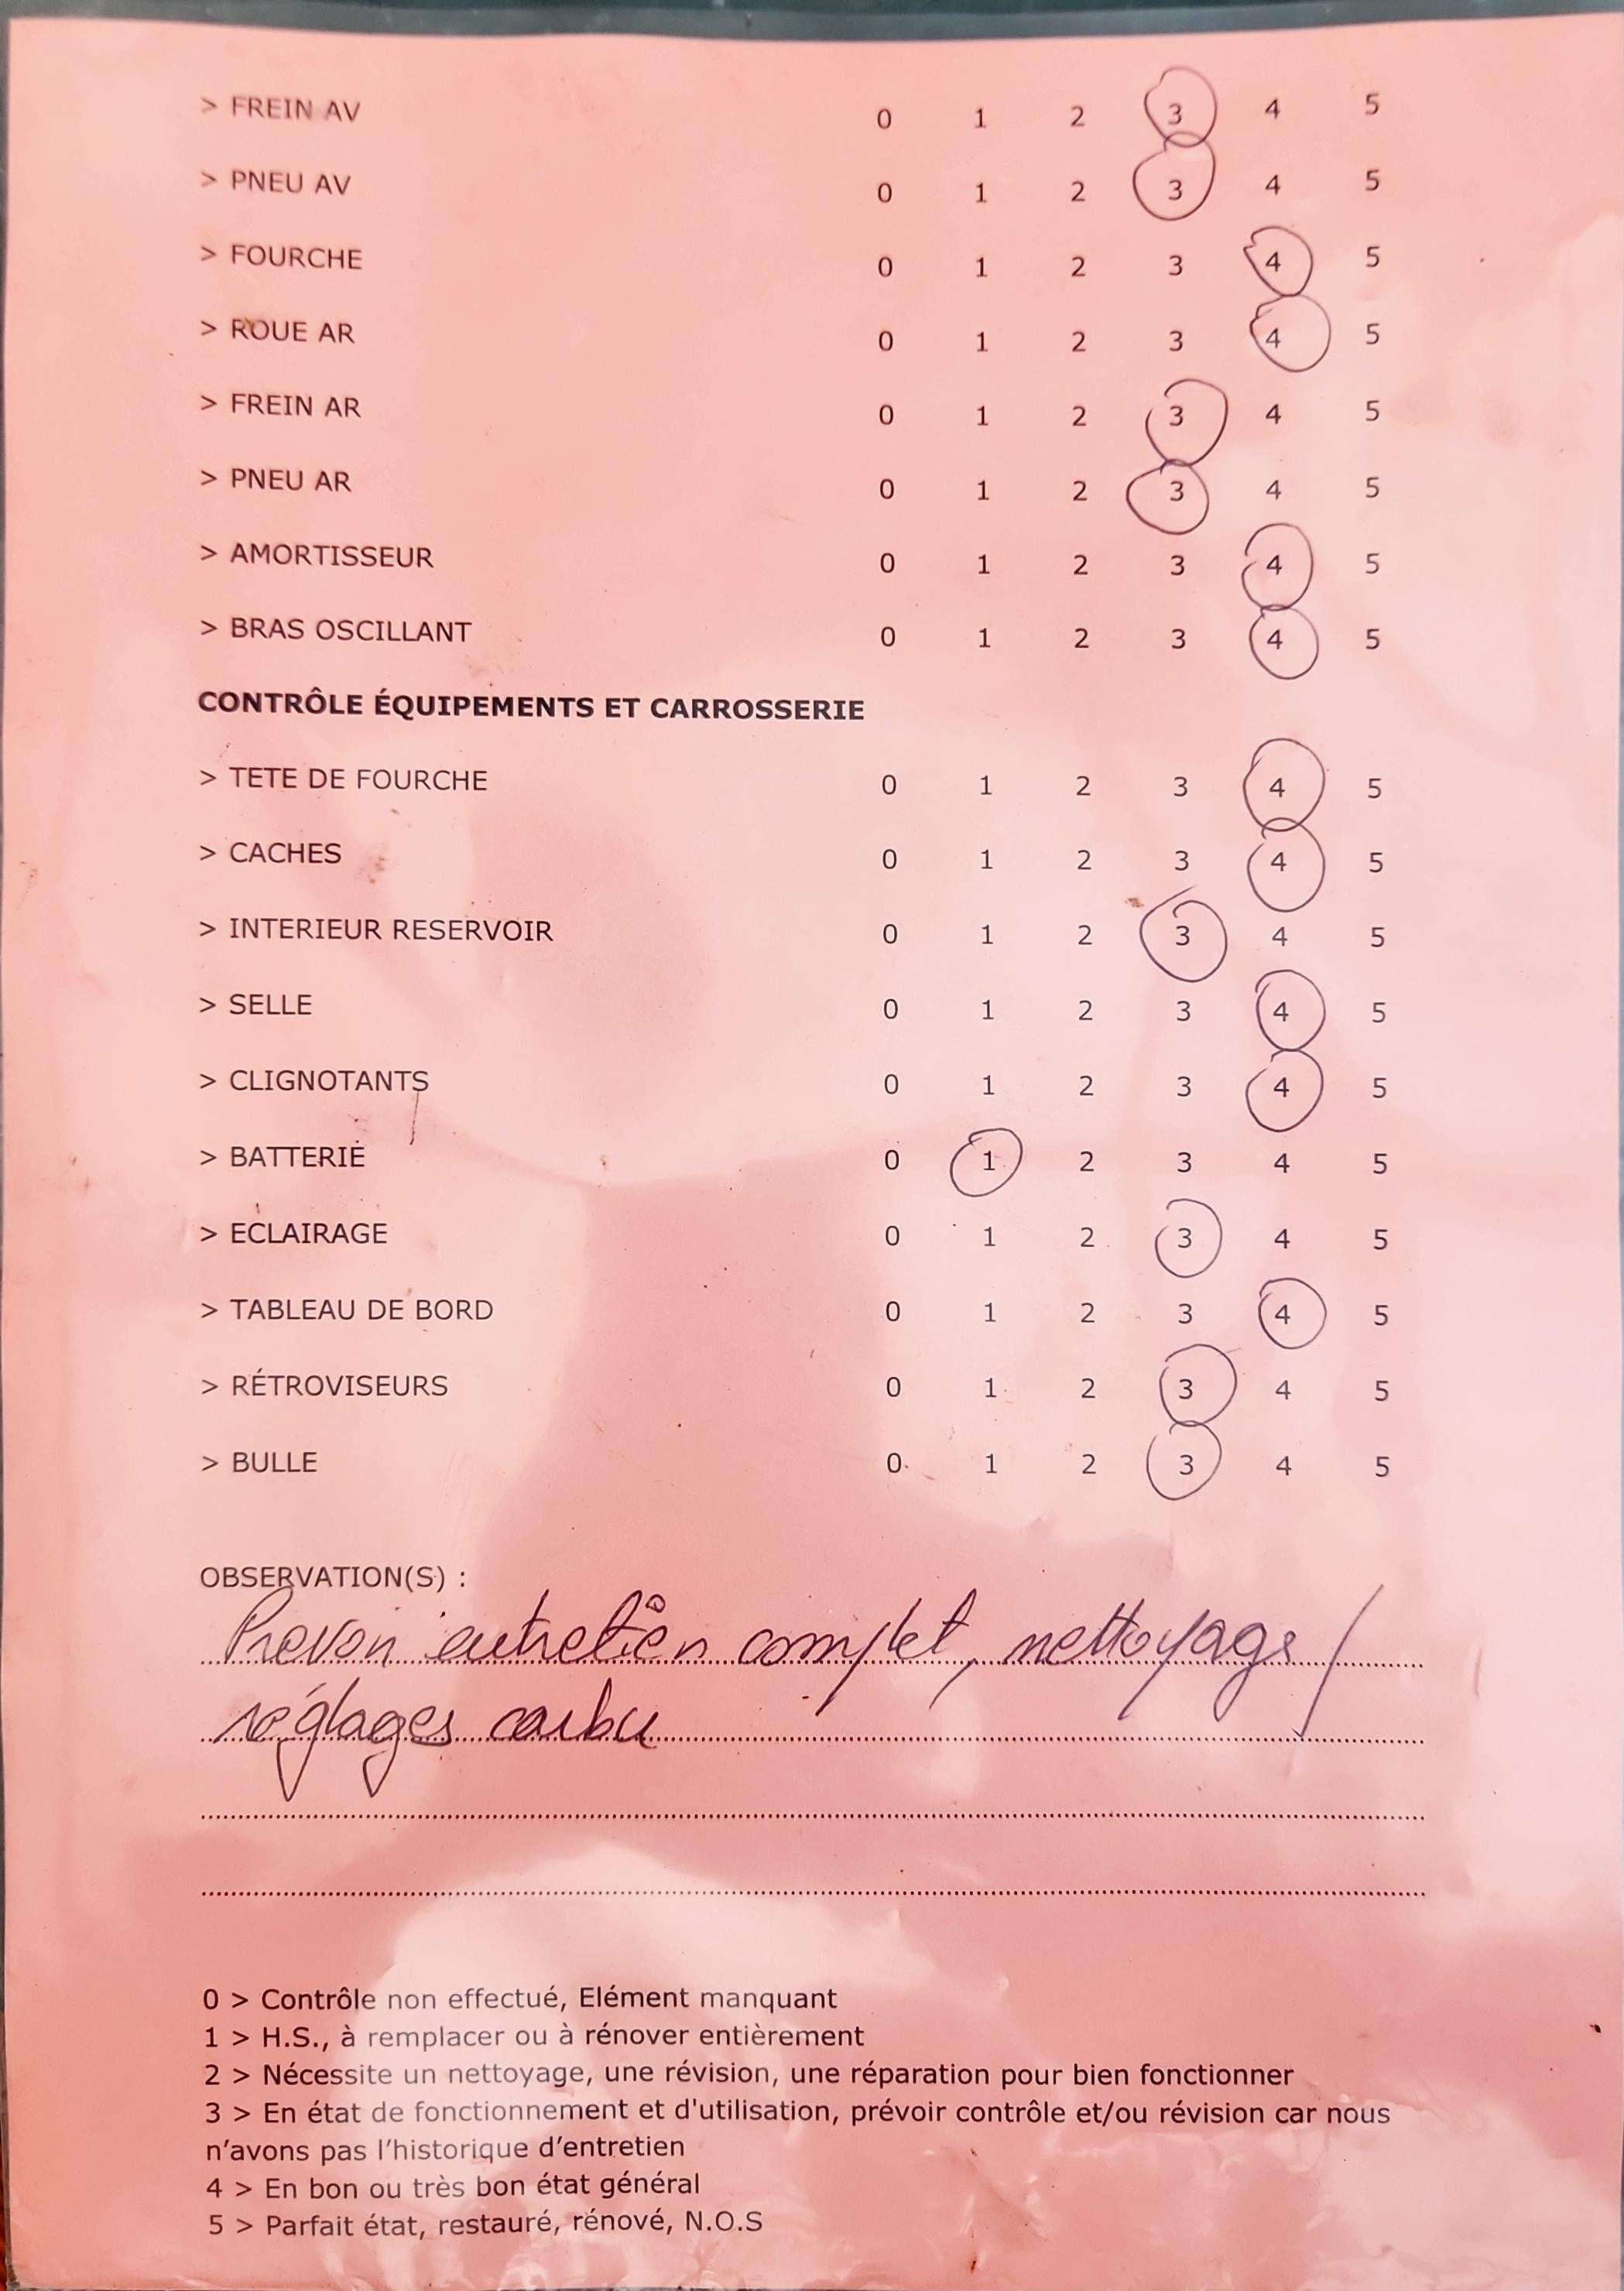 > FREIN AV 0 1 2 3 4 5
> PNEU AV 0 1 2 3 4 5
> FOURCHE 0 1 2 3 4 5
> ROUE AR 0 1 2 3 4 5
> FREIN AR 0 1 2 3 4 5
> PNEU AR 0 1 2 3 4 5
> AMORTISSEUR 0 1 2 3 4 5
> BRAS OSCILLANT 0 1 2 3 4 5
CONTRÔLE ÉQUIPEMENTS ET CARROSSERIE
> TETE DE FOURCHE 0 1 2 3 4 5
> CACHES 0 1 2 3 4 5
> INTERIEUR RESERVOIR 0 1 2 3 4 5
> SELLE 0 1 2 3 4 5
> CLIGNOTANTS 0 1 2 3 4 5
> BATTERIE 0 1 2 3 4 5
> ECLAIRAGE 0 1 2 3 4 5
> TABLEAU DE BORD 0 1 2 3 4 5
> RÉTROVISEURS 0 1 2 3 4 5
> BULLE 0 1 2 3 4 5
OBSERVATION(S) :
Prevoir entretien complet, nettoyage /
réglages carbu
0 > Contrôle non effectué, Elément manquant
1 > H.S., à remplacer ou à rénover entièrement
2 > Nécessite un nettoyage, une révision, une réparation pour bien fonctionner
3 > En état de fonctionnement et d'utilisation, prévoir contrôle et/ou révision car nous
n’avons pas l’historique d’entretien
4 > En bon ou très bon état général
5 > Parfait état, restauré, rénové, N.O.S